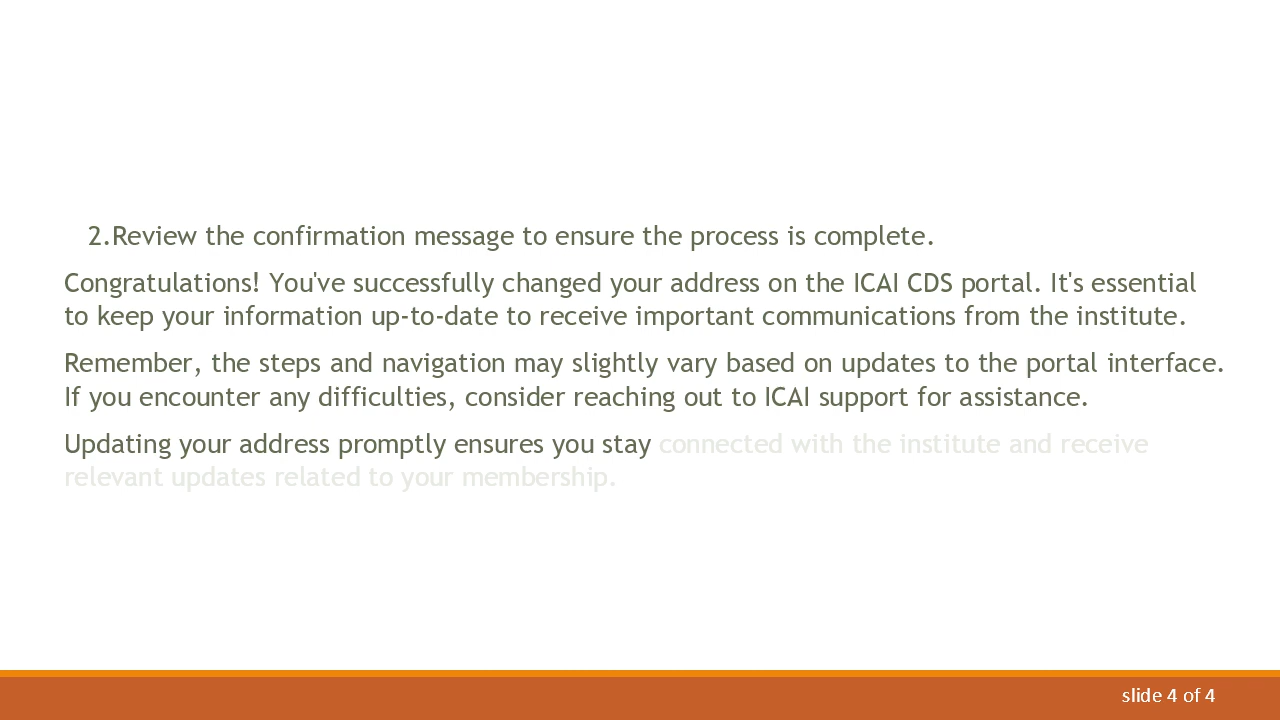 2.Review the confirmation message to ensure the process is complete.
Congratulations! You've successfully changed your address on the ICAI CDS portal. It's essential
to keep your information up-to-date to receive important communications from the institute.
Remember, the steps and navigation may slightly vary based on updates to the portal interface.
If you encounter any difficulties, consider reaching out to ICAI support for assistance.
Updating your address promptly ensures you stay connected with the institute and receive
relevant updates related to your membership.
slide 4 of 4